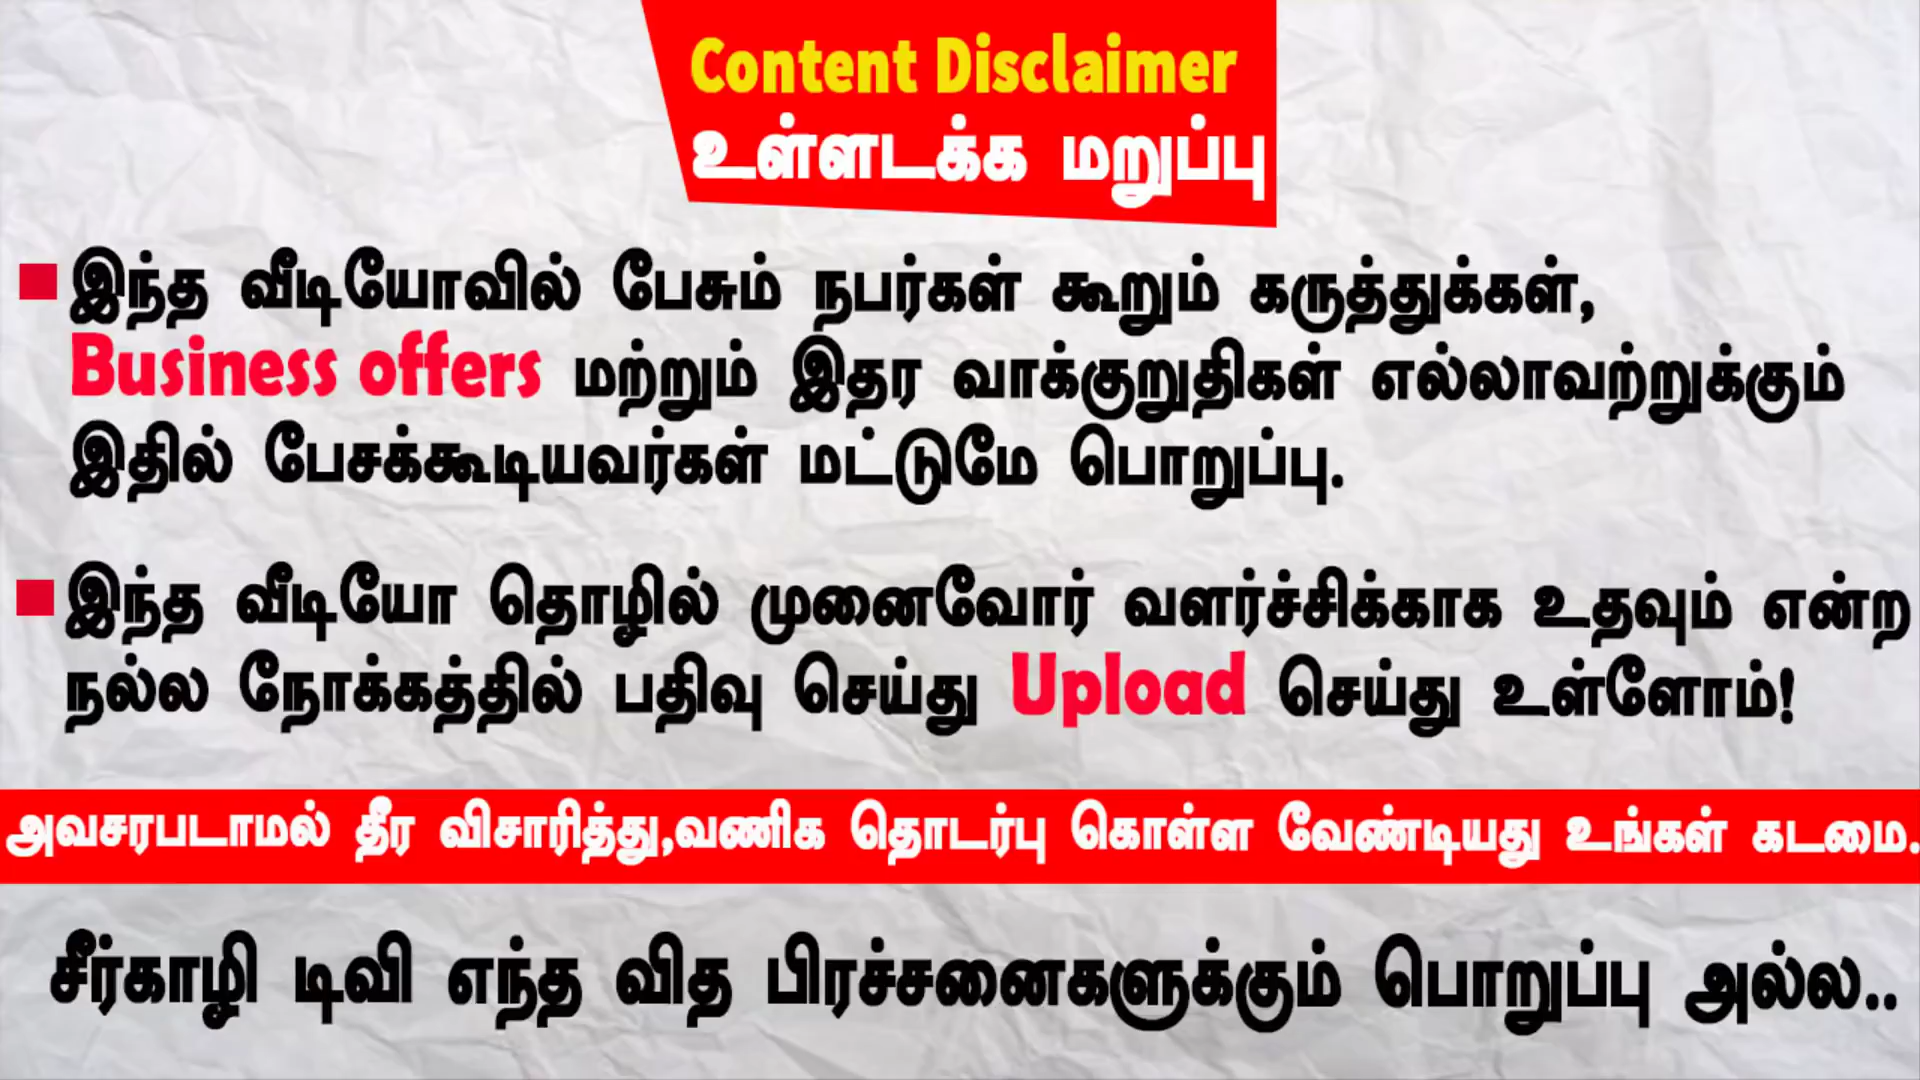 Content Disclaimer
உள்ளடக்க மறுப்பு
இந்த வீடியோவில் பேசும் நபர்கள் கூறும் கருத்துக்கள்,
Business offers மற்றும் இதர வாக்குறுதிகள் எல்லாவற்றுக்கும்
இதில் பேசக்கூடியவர்கள் மட்டுமே பொறுப்பு.
இந்த வீடியோ தொழில் முனைவோர் வளர்ச்சிக்காக உதவும் என்ற
நல்ல நோக்கத்தில் பதிவு செய்து Upload செய்து உள்ளோம்!
அவசரபடாமல் தீர விசாரித்து,வணிக தொடர்பு கொள்ள வேண்டியது உங்கள் கடமை.
சீர்காழி டிவி எந்த வித பிரச்சனைகளுக்கும் பொறுப்பு அல்ல..